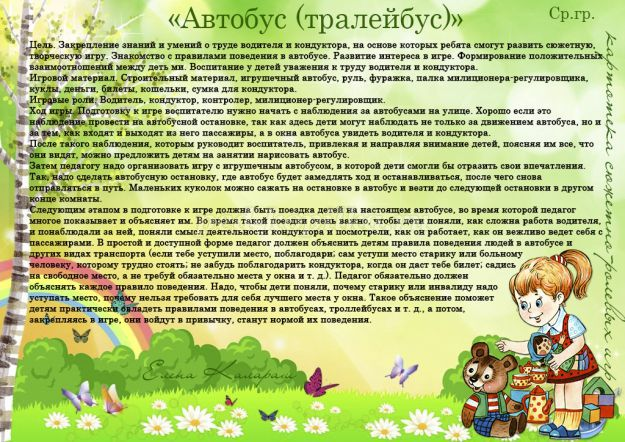 «Автобус (тралейбус)»
Ср.гр.
Цель. Закрепление знаний и умений о труде водителя и кондуктора, на основе которых ребята смогут развить сюжетную,
творческую игру. Знакомство с правилами поведения в автобусе. Развитие интереса в игре. Формирование положительных
взаимоотношений между деть ми. Воспитание у детей уважения к труду водителя и кондуктора.
Игровой материал. Строительный материал, игрушечный автобус, руль, фуражка, палка милиционера-регулировщика,
куклы, деньги, билеты, кошельки, сумка для кондуктора.
Игровые роли. Водитель, кондуктор, контролер, милиционер-регулировщик.
Ход игры. Подготовку к игре воспитателю нужно начать с наблюдения за автобусами на улице. Хорошо если это
наблюдение провести на автобусной остановке, так как здесь дети могут наблюдать не только за движением автобуса, но и
за тем, как входят и выходят из него пассажиры, а в окна автобуса увидеть водителя и кондуктора.
После такого наблюдения, которым руководит воспитатель, привлекая и направляя внимание детей, поясняя им все, что
они видят, можно предложить детям на занятии нарисовать автобус.
Затем педагогу надо организовать игру с игрушечным автобусом, в которой дети смогли бы отразить свои впечатления.
Так, надо сделать автобусную остановку, где автобус будет замедлять ход и останавливаться, после чего снова
отправляться в путь. Маленьких куколок можно сажать на остановке в автобус и везти до следующей остановки в другом
конце комнаты.
Следующим этапом в подготовке к игре должна быть поездка детей на настоящем автобусе, во время которой педагог
многое показывает и объясняет им. Во время такой поездки очень важно, чтобы дети поняли, как сложна работа водителя,
и понаблюдали за ней, поняли смысл деятельности кондуктора и посмотрели, как он работает, как он вежливо ведет себя с
пассажирами. В простой и доступной форме педагог должен объяснить детям правила поведения людей в автобусе и
других видах транспорта (если тебе уступили место, поблагодари; сам уступи место старику или больному
человеку, которому трудно стоять; не забудь поблагодарить кондуктора, когда он даст тебе билет; садись
на свободное место, а не требуй обязательно места у окна и т. д.). Педагог обязательно должен
объяснять каждое правило поведения. Надо, чтобы дети поняли, почему старику или инвалиду надо
уступать место, почему нельзя требовать для себя лучшего места у окна. Такое объяснение поможет
детям практически овладеть правилами поведения в автобусах, троллейбусах и т. д., а потом,
закрепляясь в игре, они войдут в привычку, станут нормой их поведения.
картотека сюжетно-ролевых игр
Елена